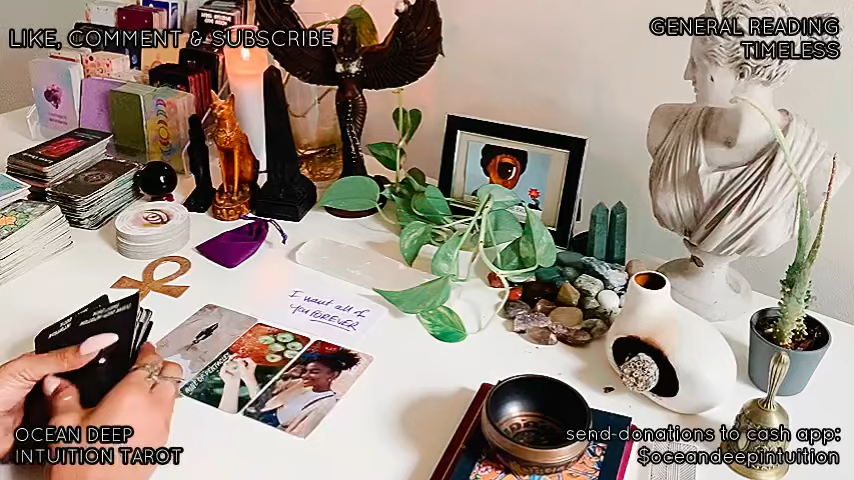 LIKE, COMMENT & SUBSCRIBE
GENERAL READING
TIMELESS
I want all of
you FOREVER
OCEAN DEEP
INTUITION TAROT
send-donations to cash app:
$oceandeepintuition